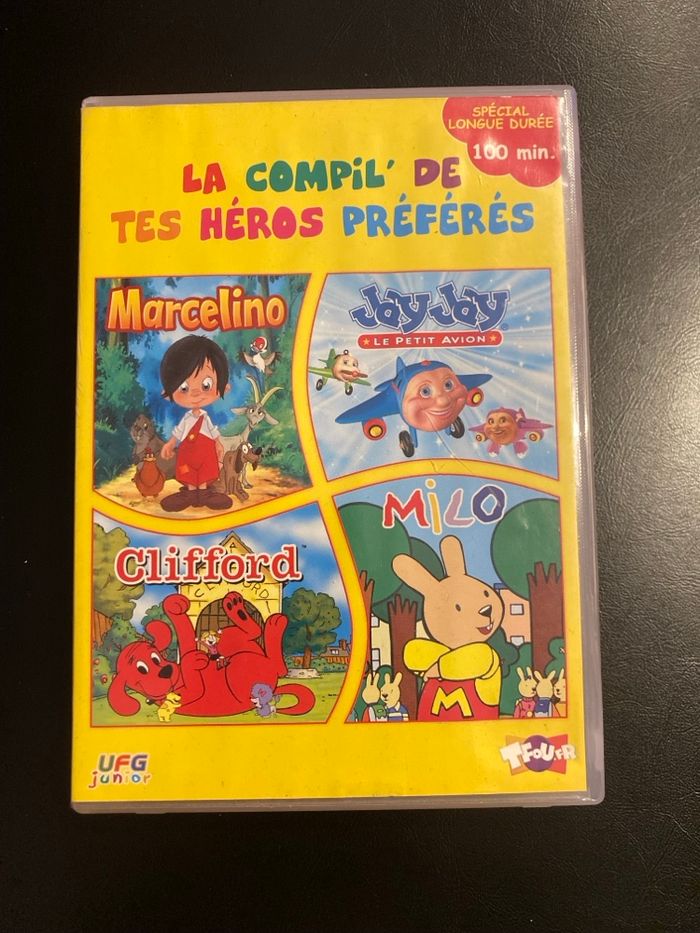 SPÉCIAL
LONGUE DURÉE
100 min.
LA COMPiL' DE
TES HÉROS PRÉFÉRÉS
Marcelino
Jay Jay®
★ LE PETIT AVION ★
Clifford™
CLIFFORD
MiLO
M
UFG
junior
TFOU.FR